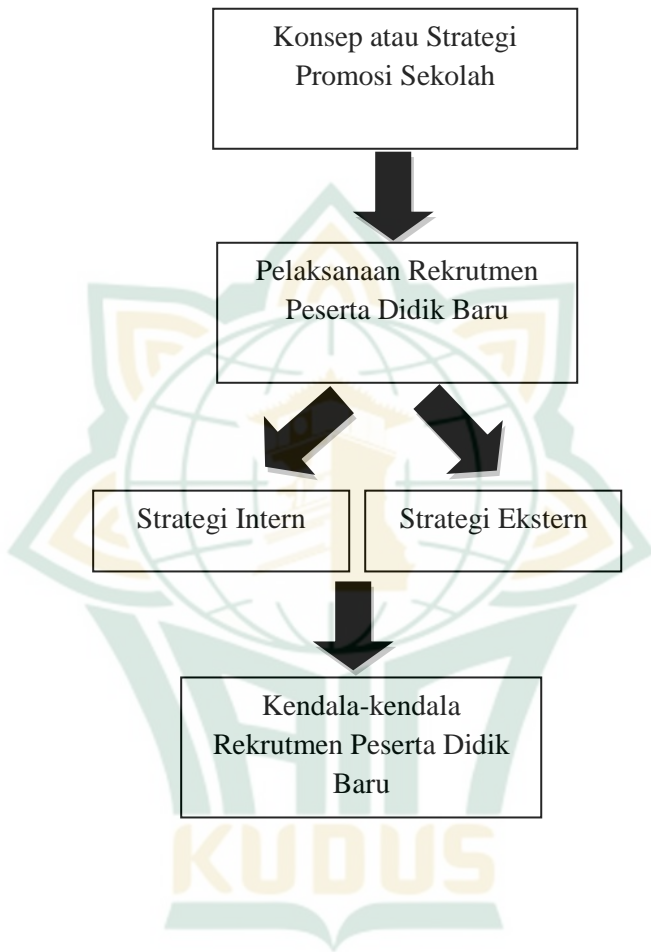 Konsep atau Strategi
Promosi Sekolah
Pelaksanaan Rekrutmen
Peserta Didik Baru
Strategi Intern
Strategi Ekstern
Kendala-kendala
Rekrutmen Peserta Didik
Baru
IAIN
KUDUS